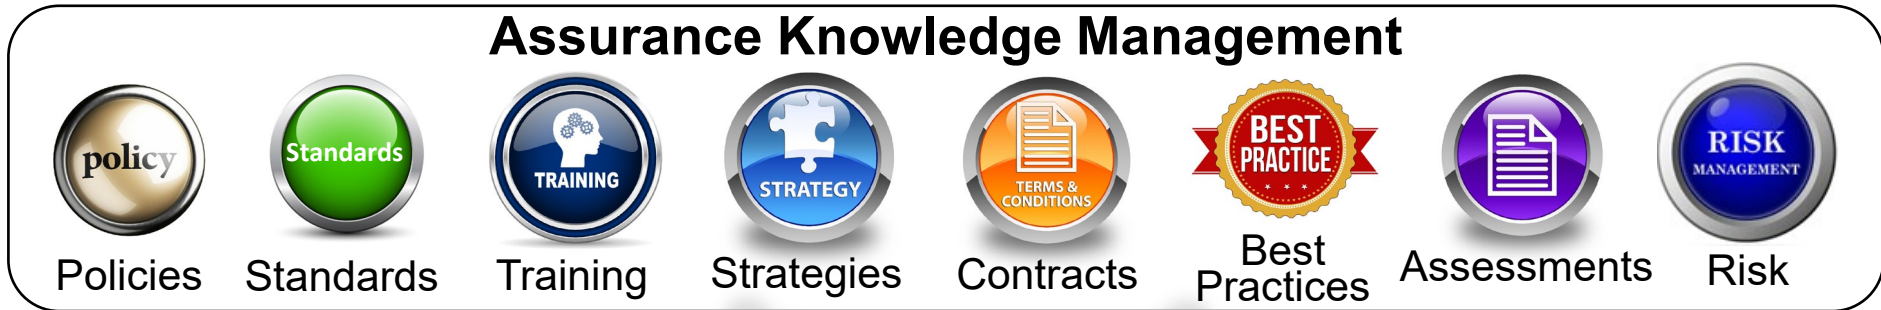 Assurance Knowledge Management
policy
Standards
TRAINING
STRATEGY
TERMS &
CONDITIONS
BEST
PRACTICE
RISK
MANAGEMENT
Policies
Standards
Training
Strategies
Contracts
Best
Practices
Assessments
Risk